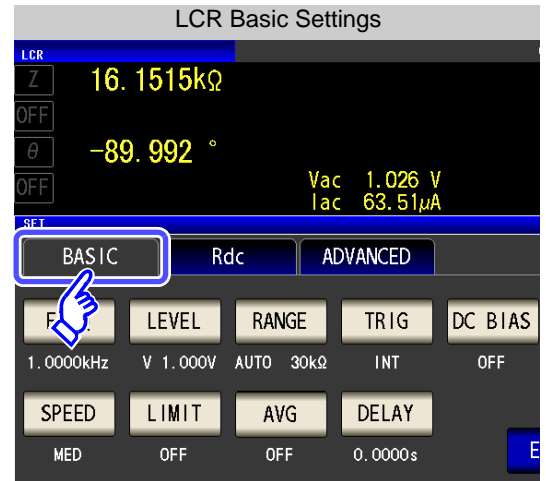 LCR Basic Settings
LCR
Z 16.1515kΩ
OFF
θ -89.992 °
OFF
Vac 1.026 V
Iac 63.51µA
SET
BASIC Rdc ADVANCED
LEVEL RANGE TRIG DC BIAS
1.0000kHz V 1.000V AUTO 30kΩ INT OFF
SPEED LIMIT AVG DELAY
MED OFF OFF 0.0000s